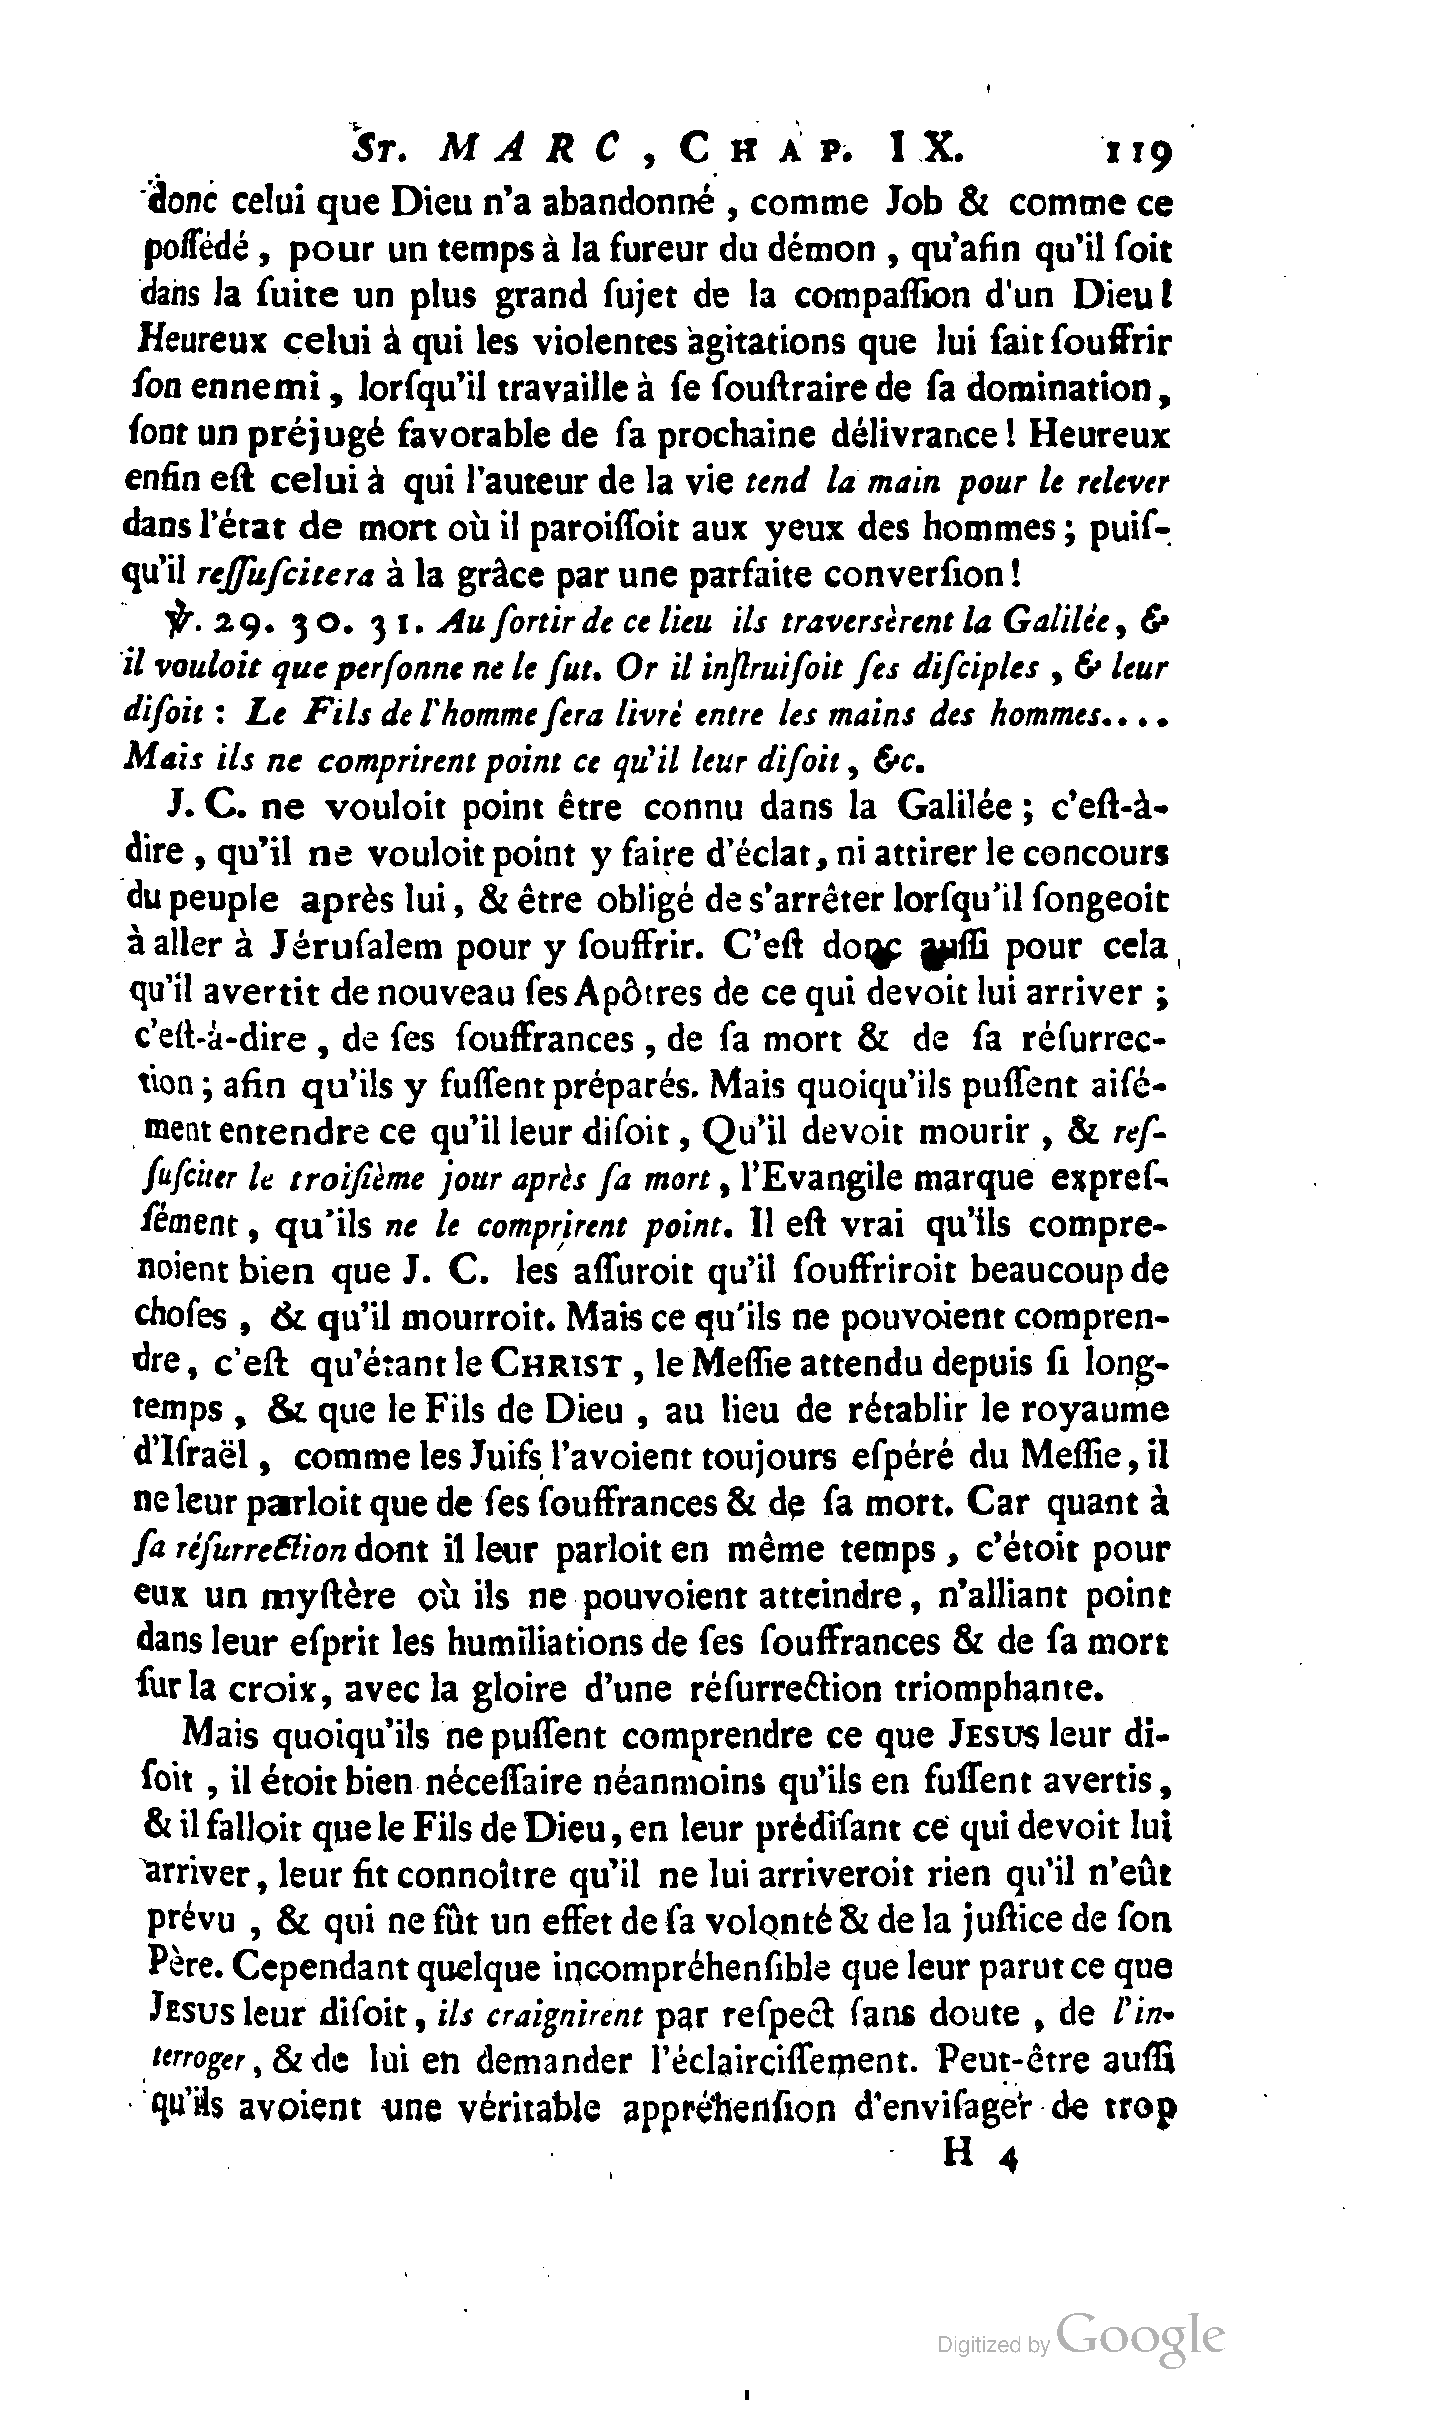 St. MARC, CHAP. IX. 119
donc celui que Dieu n'a abandonné, comme Job & comme ce
poſſédé, pour un temps à la fureur du démon, qu'afin qu'il ſoit
dans la ſuite un plus grand ſujet de la compaſſion d'un Dieu!
Heureux celui à qui les violentes agitations que lui fait ſouffrir
ſon ennemi, lorſqu'il travaille à ſe ſouſtraire de ſa domination,
ſont un préjugé favorable de ſa prochaine délivrance! Heureux
enfin eſt celui à qui l'auteur de la vie tend la main pour le relever
dans l'état de mort où il paroiſſoit aux yeux des hommes; puiſ-
qu'il reſſuſcitera à la grâce par une parfaite converſion!
℣. 29. 30. 31. Au ſortir de ce lieu ils traversèrent la Galilée, &
il vouloit que perſonne ne le ſut. Or il inſtruiſoit ſes diſciples, & leur
diſoit: Le Fils de l'homme ſera livré entre les mains des hommes....
Mais ils ne comprirent point ce qu'il leur diſoit, &c.
J. C. ne vouloit point être connu dans la Galilée; c'eſt-à-
dire, qu'il ne vouloit point y faire d'éclat, ni attirer le concours
du peuple après lui, & être obligé de s'arrêter lorſqu'il ſongeoit
à aller à Jéruſalem pour y ſouffrir. C'eſt donc auſſi pour cela
qu'il avertit de nouveau ſes Apôtres de ce qui devoit lui arriver;
c'eſt-à-dire, de ſes ſouffrances, de ſa mort & de ſa réſurrec-
tion; afin qu'ils y fuſſent préparés. Mais quoiqu'ils puſſent aiſé-
ment entendre ce qu'il leur diſoit, Qu'il devoit mourir, & reſ-
ſuſciter le troiſième jour après ſa mort, l'Evangile marque expreſ-
ſément, qu'ils ne le comprirent point. Il eſt vrai qu'ils compre-
noient bien que J. C. les aſſuroit qu'il ſouffriroit beaucoup de
choſes, & qu'il mourroit. Mais ce qu'ils ne pouvoient compren-
dre, c'eſt qu'étant le CHRIST, le Meſſie attendu depuis ſi long-
temps, & que le Fils de Dieu, au lieu de rétablir le royaume
d'Iſraël, comme les Juifs l'avoient toujours eſpéré du Meſſie, il
ne leur parloit que de ſes ſouffrances & de ſa mort. Car quant à
ſa réſurrection dont il leur parloit en même temps, c'étoit pour
eux un myſtère où ils ne pouvoient atteindre, n'alliant point
dans leur eſprit les humiliations de ſes ſouffrances & de ſa mort
ſur la croix, avec la gloire d'une réſurrection triomphante.
Mais quoiqu'ils ne puſſent comprendre ce que JESUS leur di-
ſoit, il étoit bien néceſſaire néanmoins qu'ils en fuſſent avertis,
& il falloit que le Fils de Dieu, en leur prédiſant ce qui devoit lui
arriver, leur fit connoître qu'il ne lui arriveroit rien qu'il n'eût
prévu, & qui ne fût un effet de ſa volonté & de la juſtice de ſon
Père. Cependant quelque incompréhenſible que leur parut ce que
JESUS leur diſoit, ils craignirent par reſpect ſans doute, de l'in-
terroger, & de lui en demander l'éclairciſſement. Peut-être auſſi
qu'ils avoient une véritable appréhenſion d'enviſager de trop
H 4
Digitized by Google